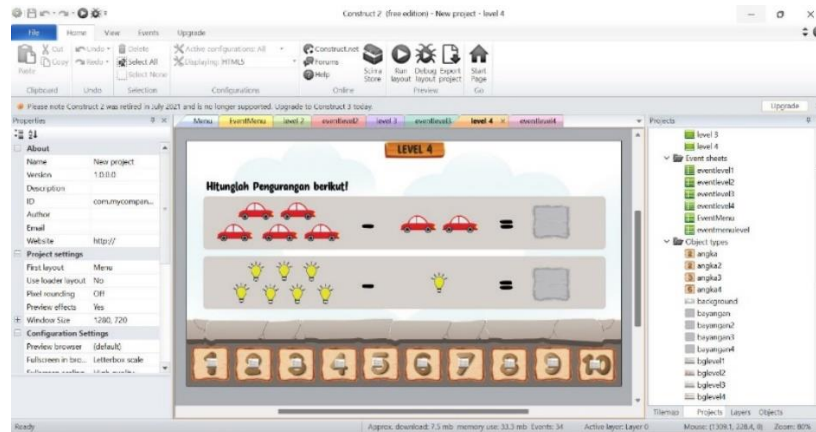 Construct 2 (free edition) - New project - level 4
File Home View Events Upgrade
Cut Undo Delete Active configurations: All Construct.net
Copy Redo Select All Displaying: HTML5 Forums
Paste Select None Help Scirra Store Run layout Debug layout Export project Start Page
Clipboard Undo Selection Configurations Online Preview Go
Please note Construct 2 was retired in July 2021 and is no longer supported. Upgrade to Construct 3 today. Upgrade
Properties
Menu EventMenu level 2 eventlevel2 level 3 eventlevel3 level 4 eventlevel4
Projects
About
Name New project
Version 1.0.0.0
Description
ID com.mycompan...
Author
Email
Website http://
Project settings
First layout Menu
Use loader layout No
Pixel rounding Off
Preview effects Yes
Window Size 1280, 720
Configuration Settings
Preview browser (default)
Fullscreen in bro... Letterbox scale
LEVEL 4
Hitunglah Pengurangan berikut!
- =
- =
1 2 3 4 5 6 7 8 9 10
level 3
level 4
Event sheets
eventlevel1
eventlevel2
eventlevel3
eventlevel4
EventMenu
eventmenulevel
Object types
angka
angka2
angka3
angka4
background
bayangan
bayangan2
bayangan3
bayangan4
bglevel1
bglevel2
bglevel3
bglevel4
Tilemap Projects Layers Objects
Ready Approx. download: 7.5 mb memory use: 33.3 mb Events: 34 Active layer: Layer 0 Mouse: (1309.1, 328.4, 0) Zoom: 80%